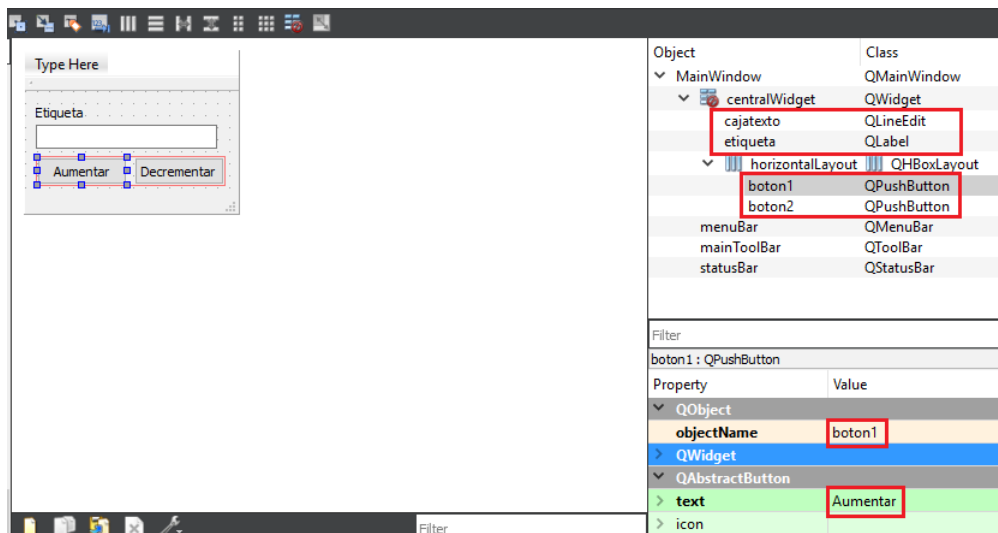 Type Here
Etiqueta
Aumentar Decrementar
Filter
Object Class
MainWindow QMainWindow
centralWidget QWidget
cajatexto QLineEdit
etiqueta QLabel
horizontalLayout QHBoxLayout
boton1 QPushButton
boton2 QPushButton
menuBar QMenuBar
mainToolBar QToolBar
statusBar QStatusBar
Filter
boton1 : QPushButton
Property Value
QObject
objectName boton1
QWidget
QAbstractButton
text Aumentar
icon